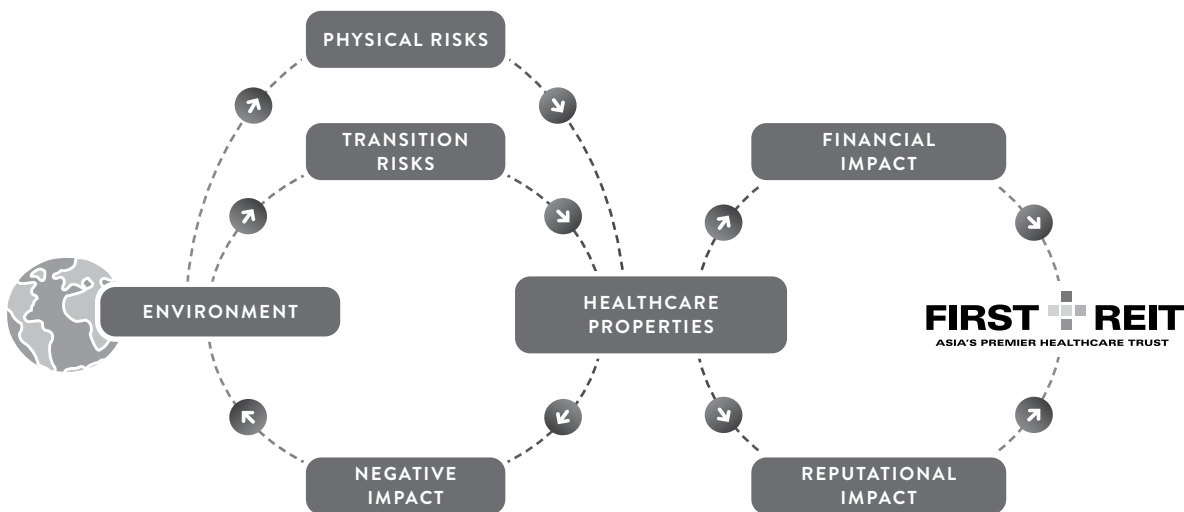 PHYSICAL RISKS
TRANSITION
RISKS
FINANCIAL
IMPACT
ENVIRONMENT
HEALTHCARE
PROPERTIES
FIRST REIT
ASIA'S PREMIER HEALTHCARE TRUST
NEGATIVE
IMPACT
REPUTATIONAL
IMPACT